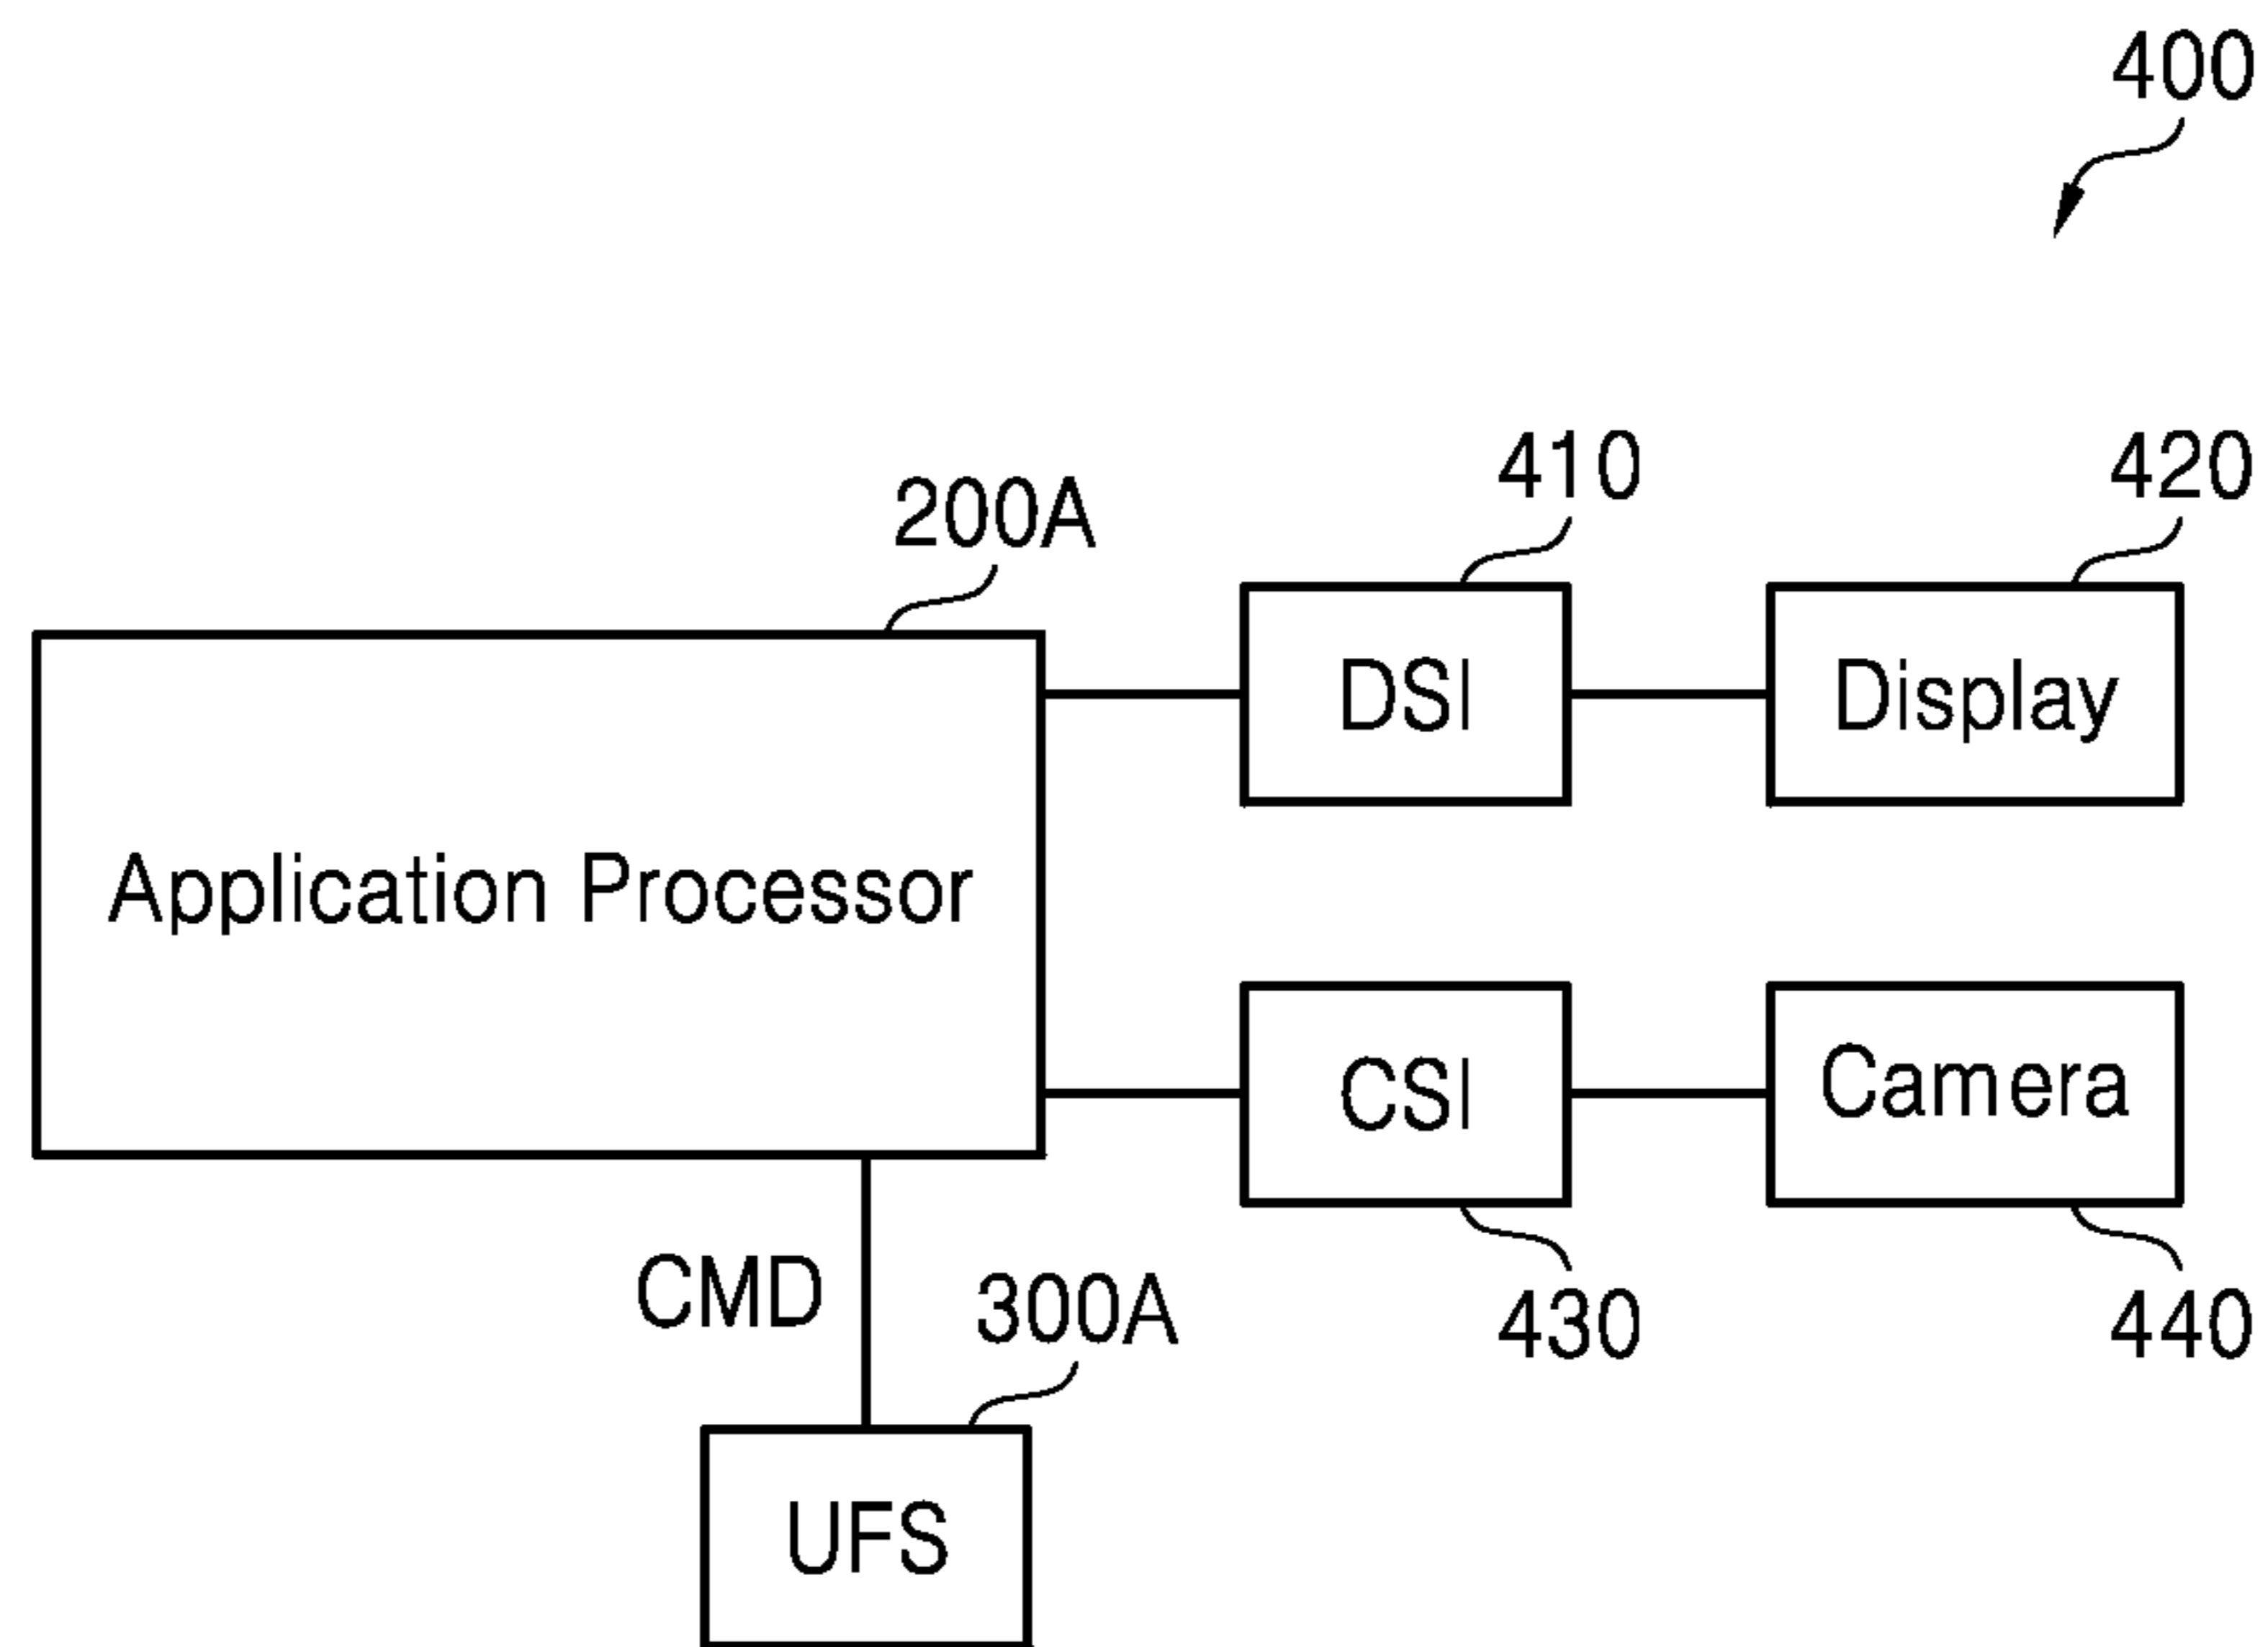 400
410
420
200A
DSI
Display
Application Processor
CSI
Camera
CMD
300A
430
440
UFS